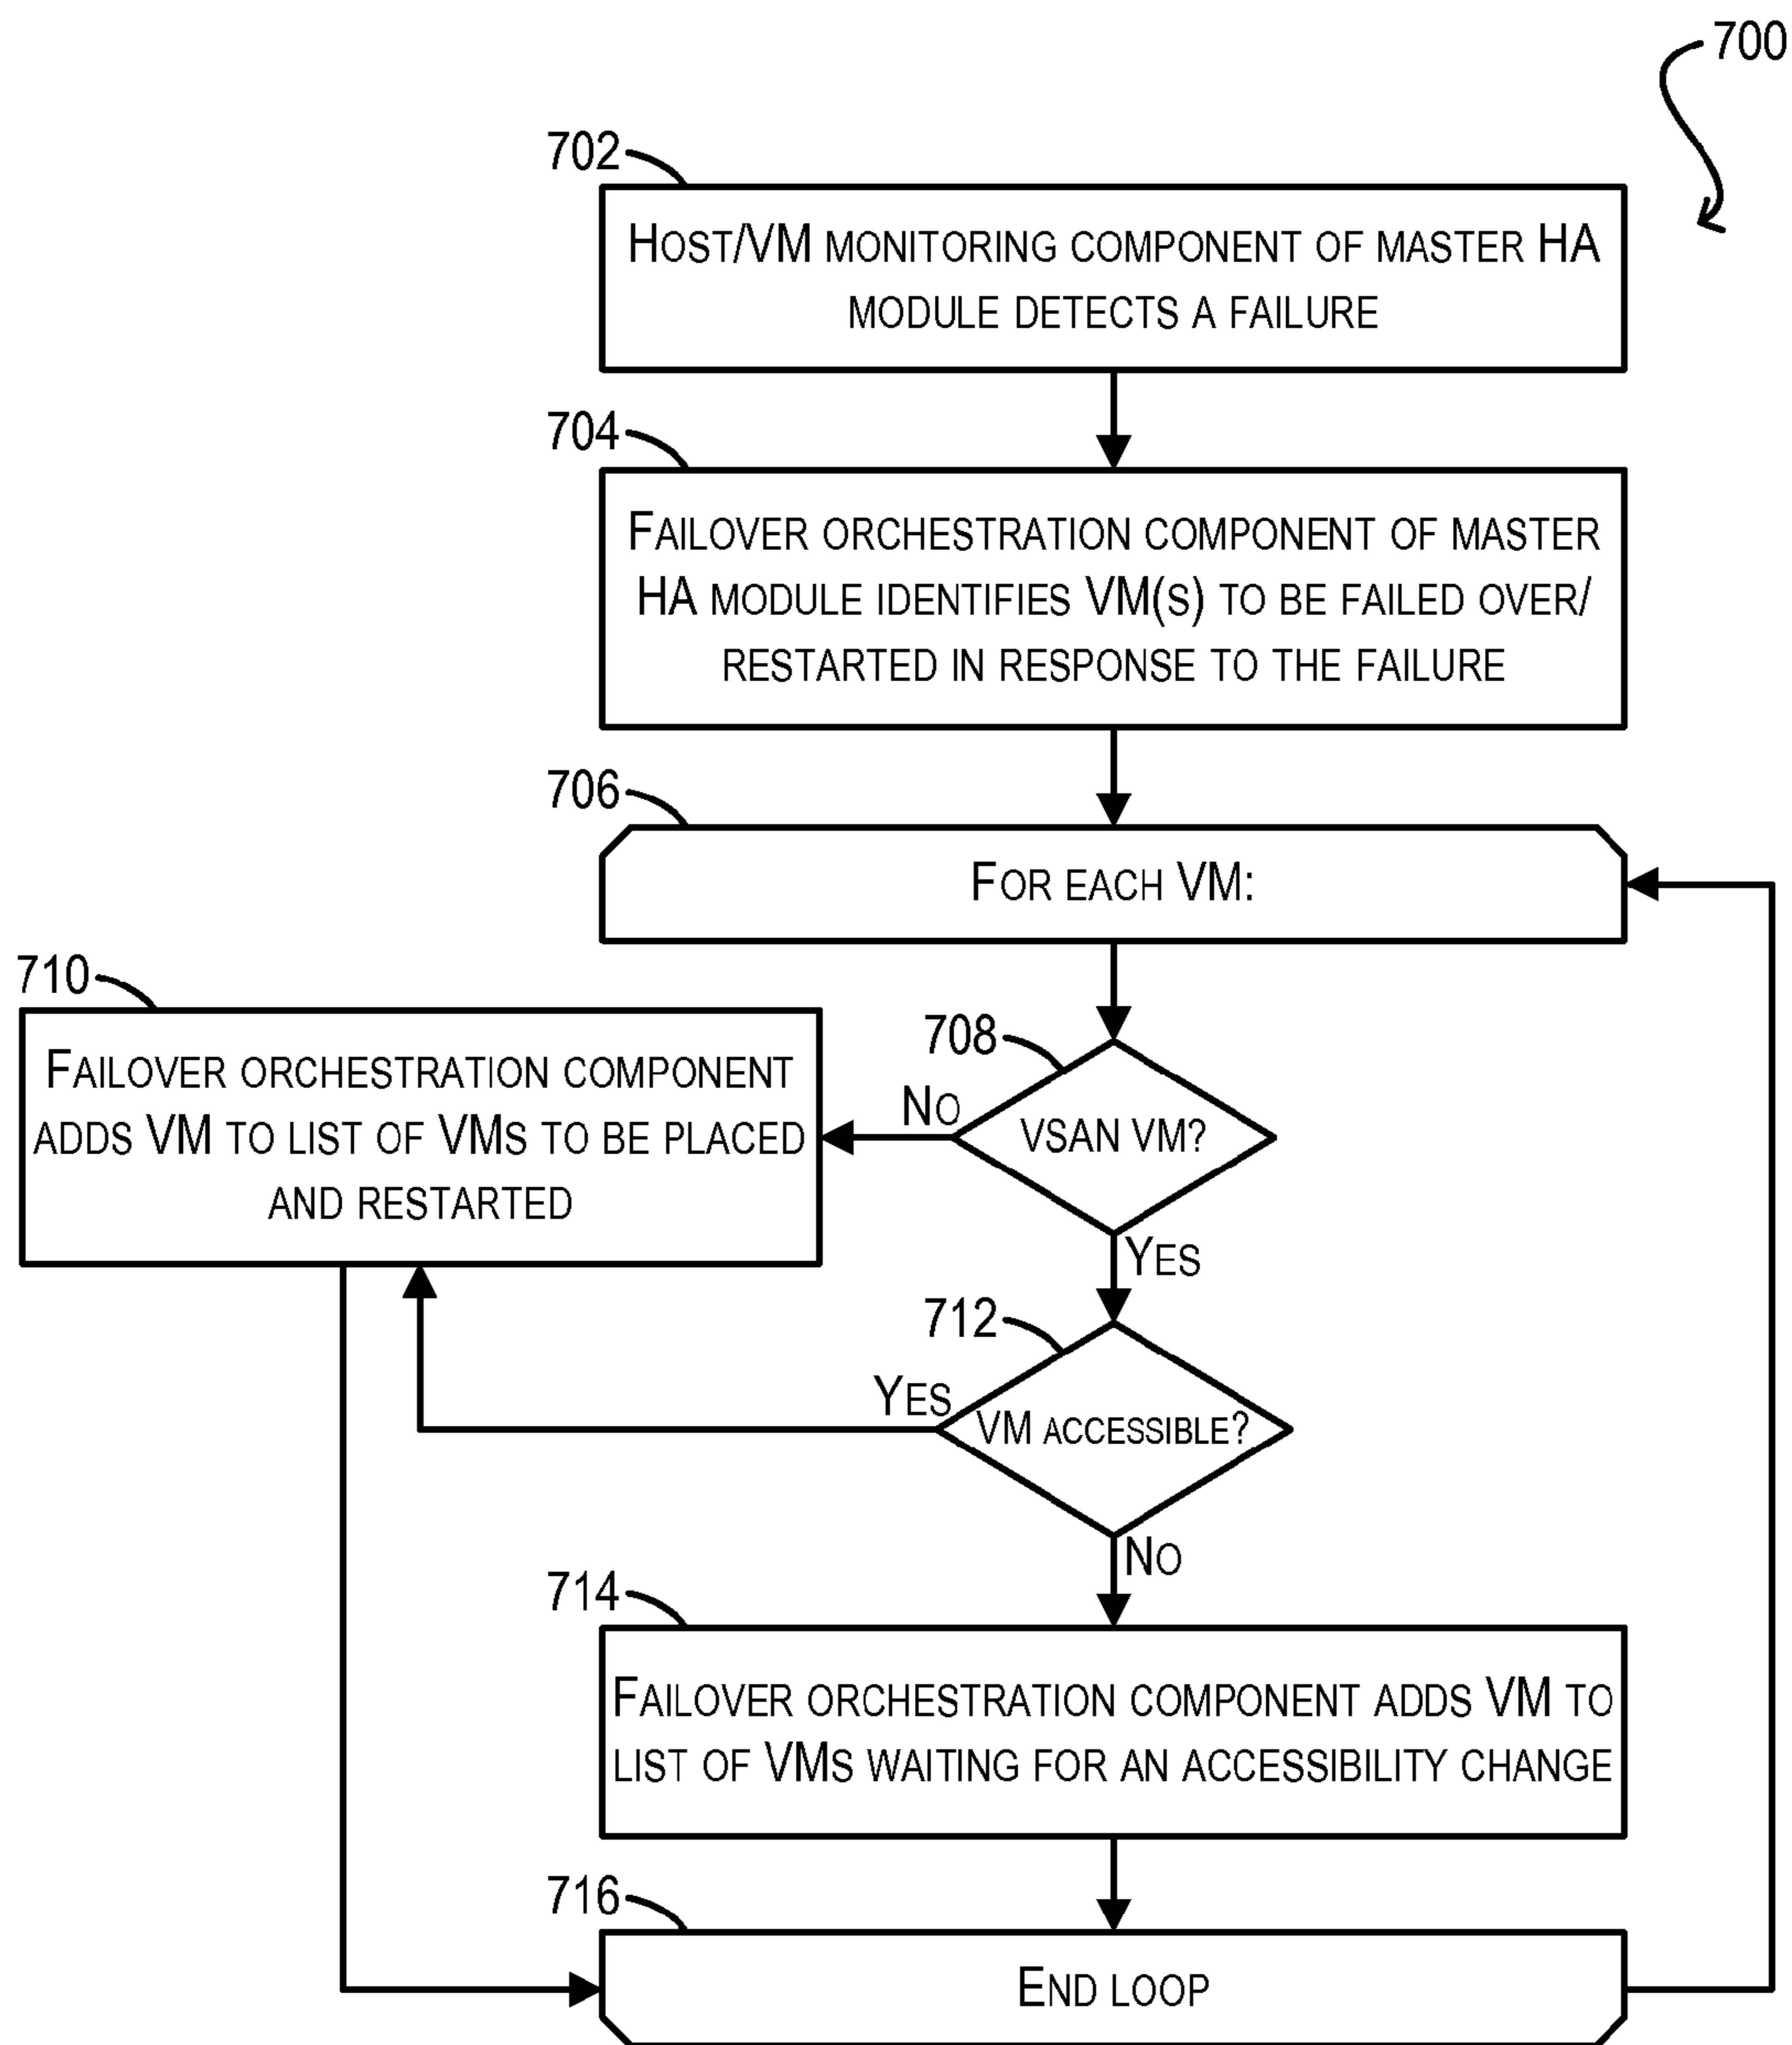 700
702
Host/VM monitoring component of master HA
module detects a failure
704
Failover orchestration component of master
HA module identifies VM(s) to be failed over/
restarted in response to the failure
706
For each VM:
710
Failover orchestration component
adds VM to list of VMs to be placed
and restarted
708
No
VSAN VM?
Yes
712
Yes
VM accessible?
No
714
Failover orchestration component adds VM to
list of VMs waiting for an accessibility change
716
End loop